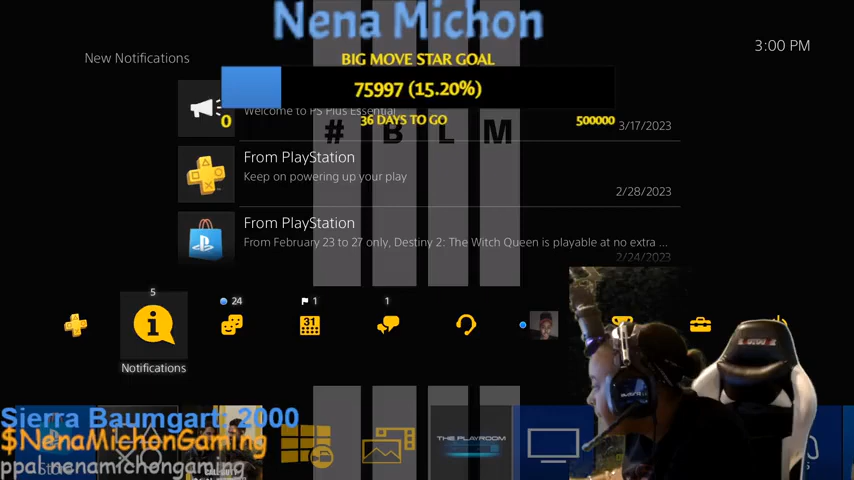 Nena Michon
New Notifications
BIG MOVE STAR GOAL
3:00 PM
75997 (15.20%)
Welcome to PS Plus Essential
0
36 DAYS TO GO
500000
3/17/2023
# B L M
From PlayStation
Keep on powering up your play
2/28/2023
From PlayStation
From February 23 to 27 only, Destiny 2: The Witch Queen is playable at no extra ...
2/24/2023
5
24
1
1
31
Notifications
Sierra Baumgart: 2000
$NenaMichonGaming
THE PLAYROOM
ppal nenamichongaming